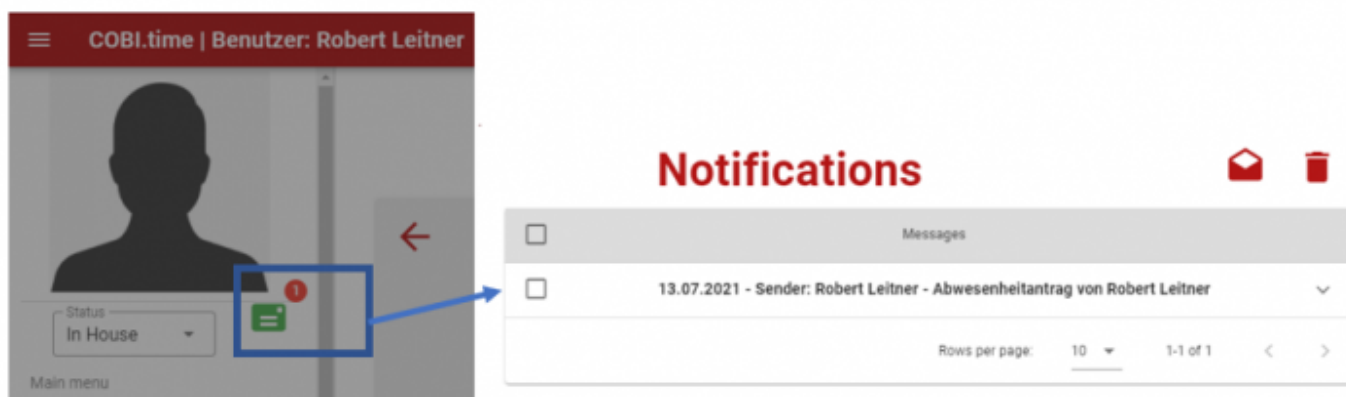 COBI.time | Benutzer: Robert Leitner
1
Status
In House
Main menu
Notifications
Messages
13.07.2021 - Sender: Robert Leitner - Abwesenheitantrag von Robert Leitner
Rows per page: 10 1-1 of 1